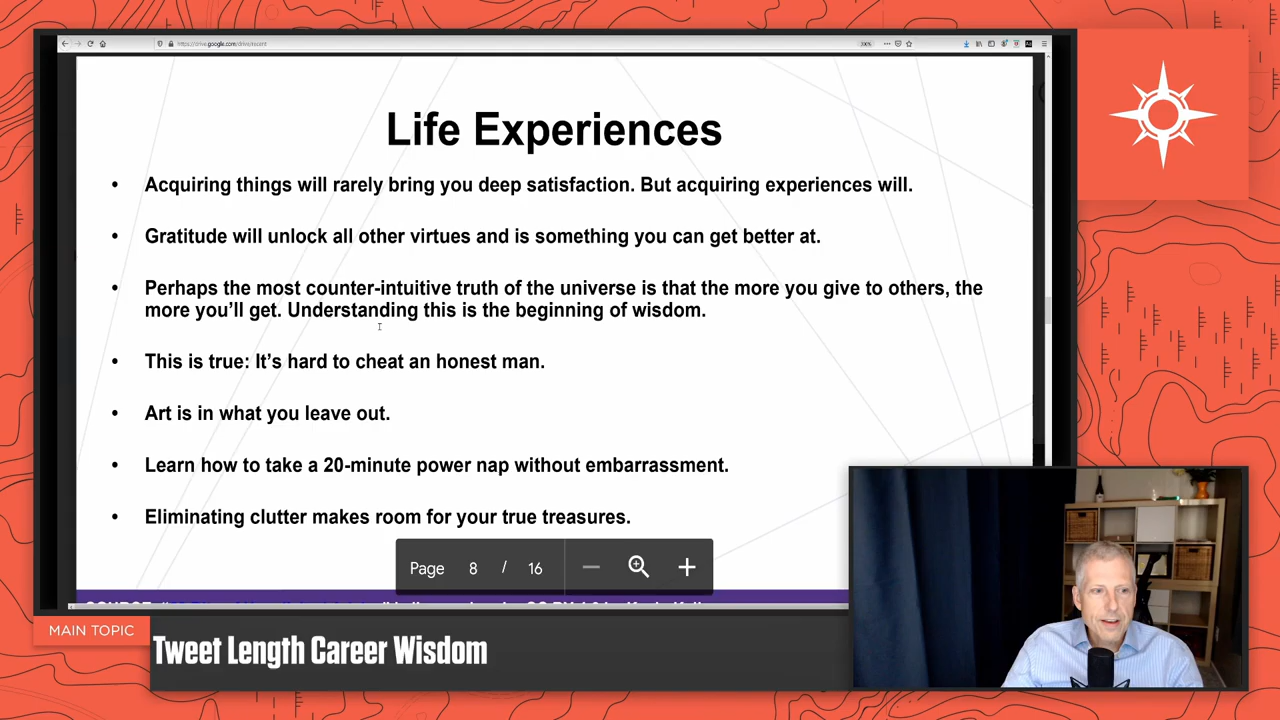 https://drive.google.com/drive/recent
Life Experiences
• Acquiring things will rarely bring you deep satisfaction. But acquiring experiences will.
• Gratitude will unlock all other virtues and is something you can get better at.
• Perhaps the most counter-intuitive truth of the universe is that the more you give to others, the
more you’ll get. Understanding this is the beginning of wisdom.
• This is true: It’s hard to cheat an honest man.
• Art is in what you leave out.
• Learn how to take a 20-minute power nap without embarrassment.
• Eliminating clutter makes room for your true treasures.
Page 8 / 16
MAIN TOPIC
Tweet Length Career Wisdom